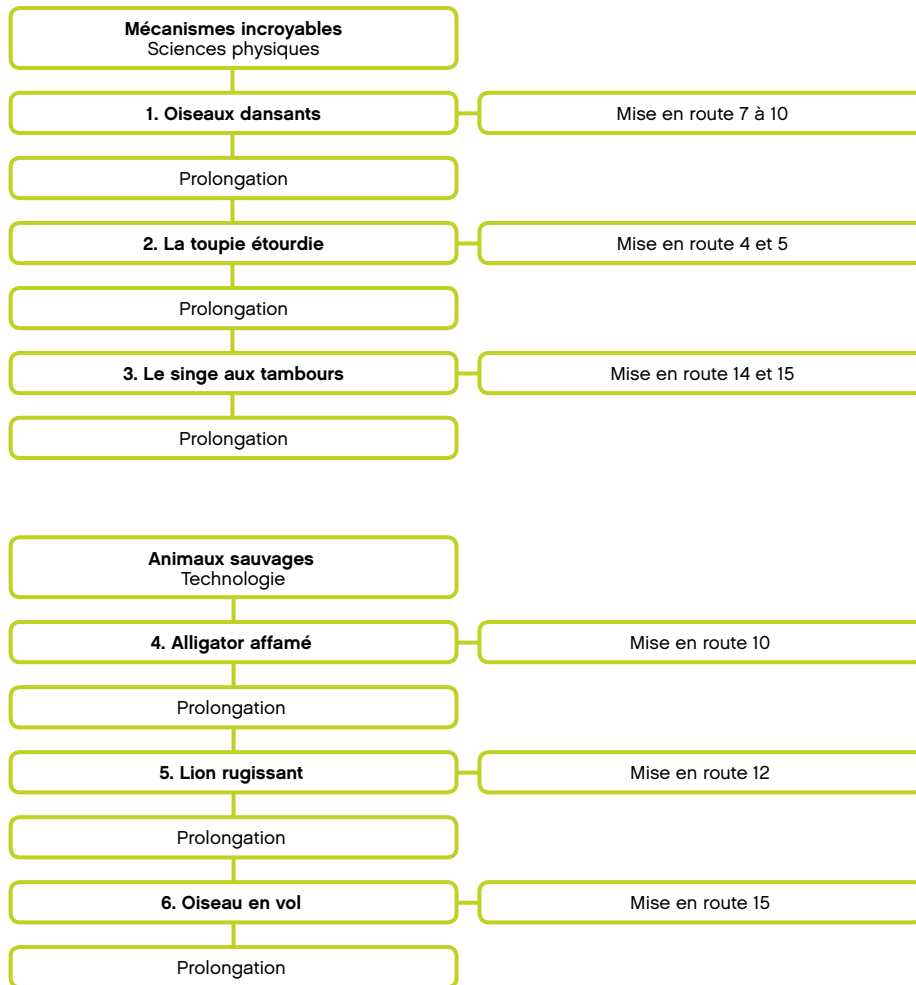 Mécanismes incroyables
Sciences physiques
1. Oiseaux dansants
Mise en route 7 à 10
Prolongation
2. La toupie étourdie
Mise en route 4 et 5
Prolongation
3. Le singe aux tambours
Mise en route 14 et 15
Prolongation
Animaux sauvages
Technologie
4. Alligator affamé
Mise en route 10
Prolongation
5. Lion rugissant
Mise en route 12
Prolongation
6. Oiseau en vol
Mise en route 15
Prolongation